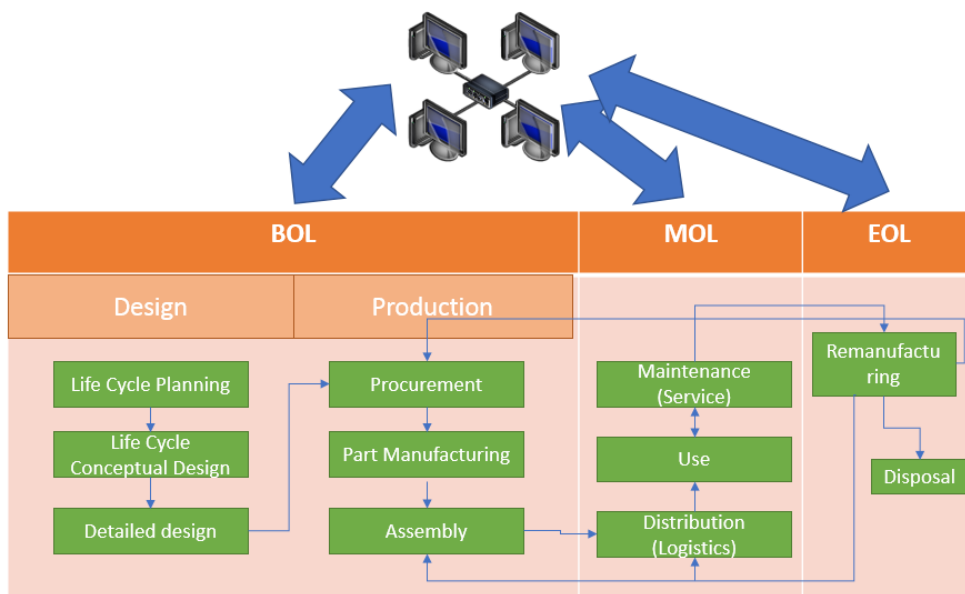 BOL
MOL
EOL
Design
Production
Life Cycle Planning
Life Cycle
Conceptual Design
Detailed design
Procurement
Part Manufacturing
Assembly
Maintenance
(Service)
Use
Distribution
(Logistics)
Remanufactu
ring
Disposal